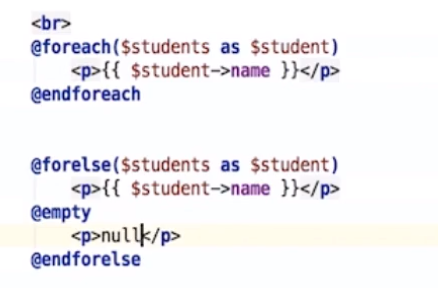 <br>
@foreach($students as $student)
<p>{{ $student->name }}</p>
@endforeach
@forelse($students as $student)
<p>{{ $student->name }}</p>
@empty
<p>null</p>
@endforelse